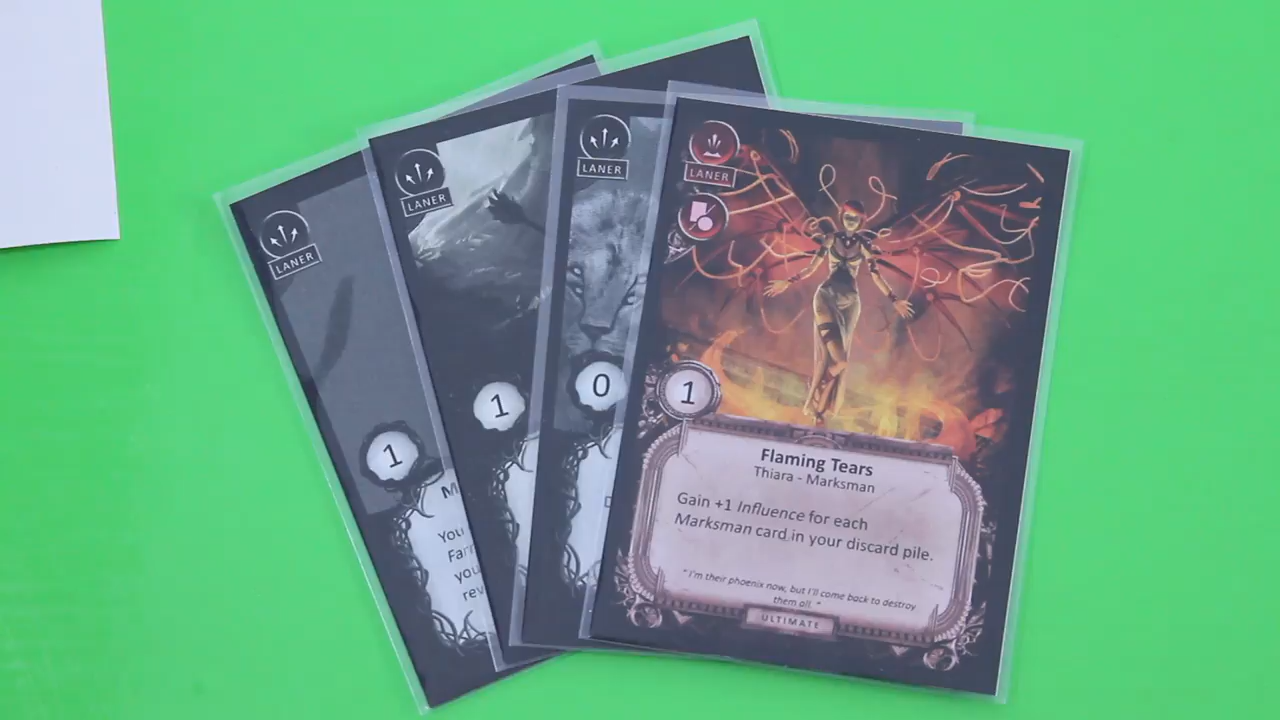 LANER
1
You
you
rev
LANER
1
LANER
0
LANER
1
Flaming Tears
Thiara - Marksman
Gain +1 Influence for each
Marksman card in your discard pile.
"I'm their phoenix now, but I'll come back to destroy
them all."
ULTIMATE